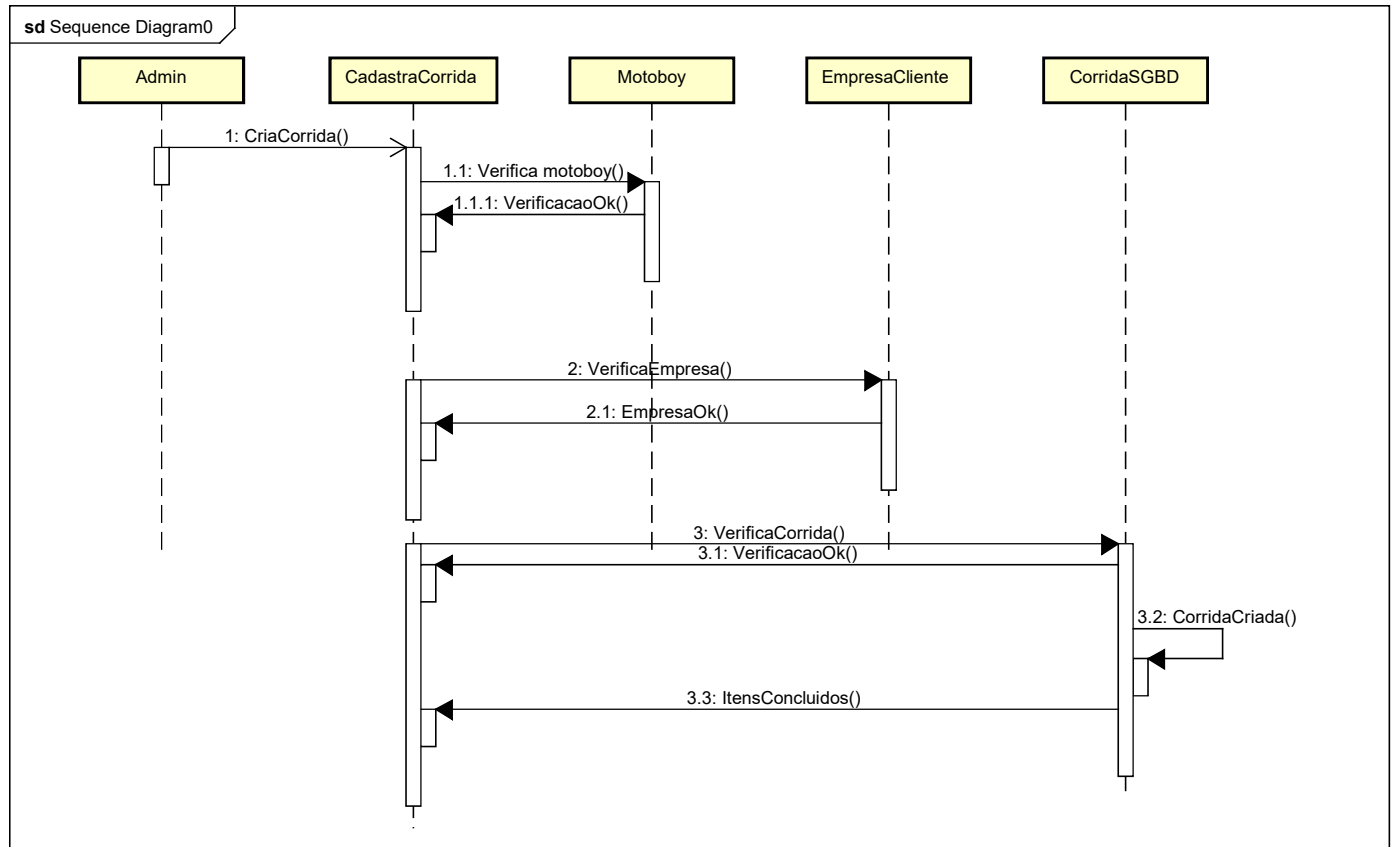 sd Sequence Diagram0
Admin
CadastraCorrida
Motoboy
EmpresaCliente
CorridaSGBD
1: CriaCorrida()
1.1: Verifica motoboy()
1.1.1: VerificacaoOk()
2: VerificaEmpresa()
2.1: EmpresaOk()
3: VerificaCorrida()
3.1: VerificacaoOk()
3.2: CorridaCriada()
3.3: ItensConcluidos()